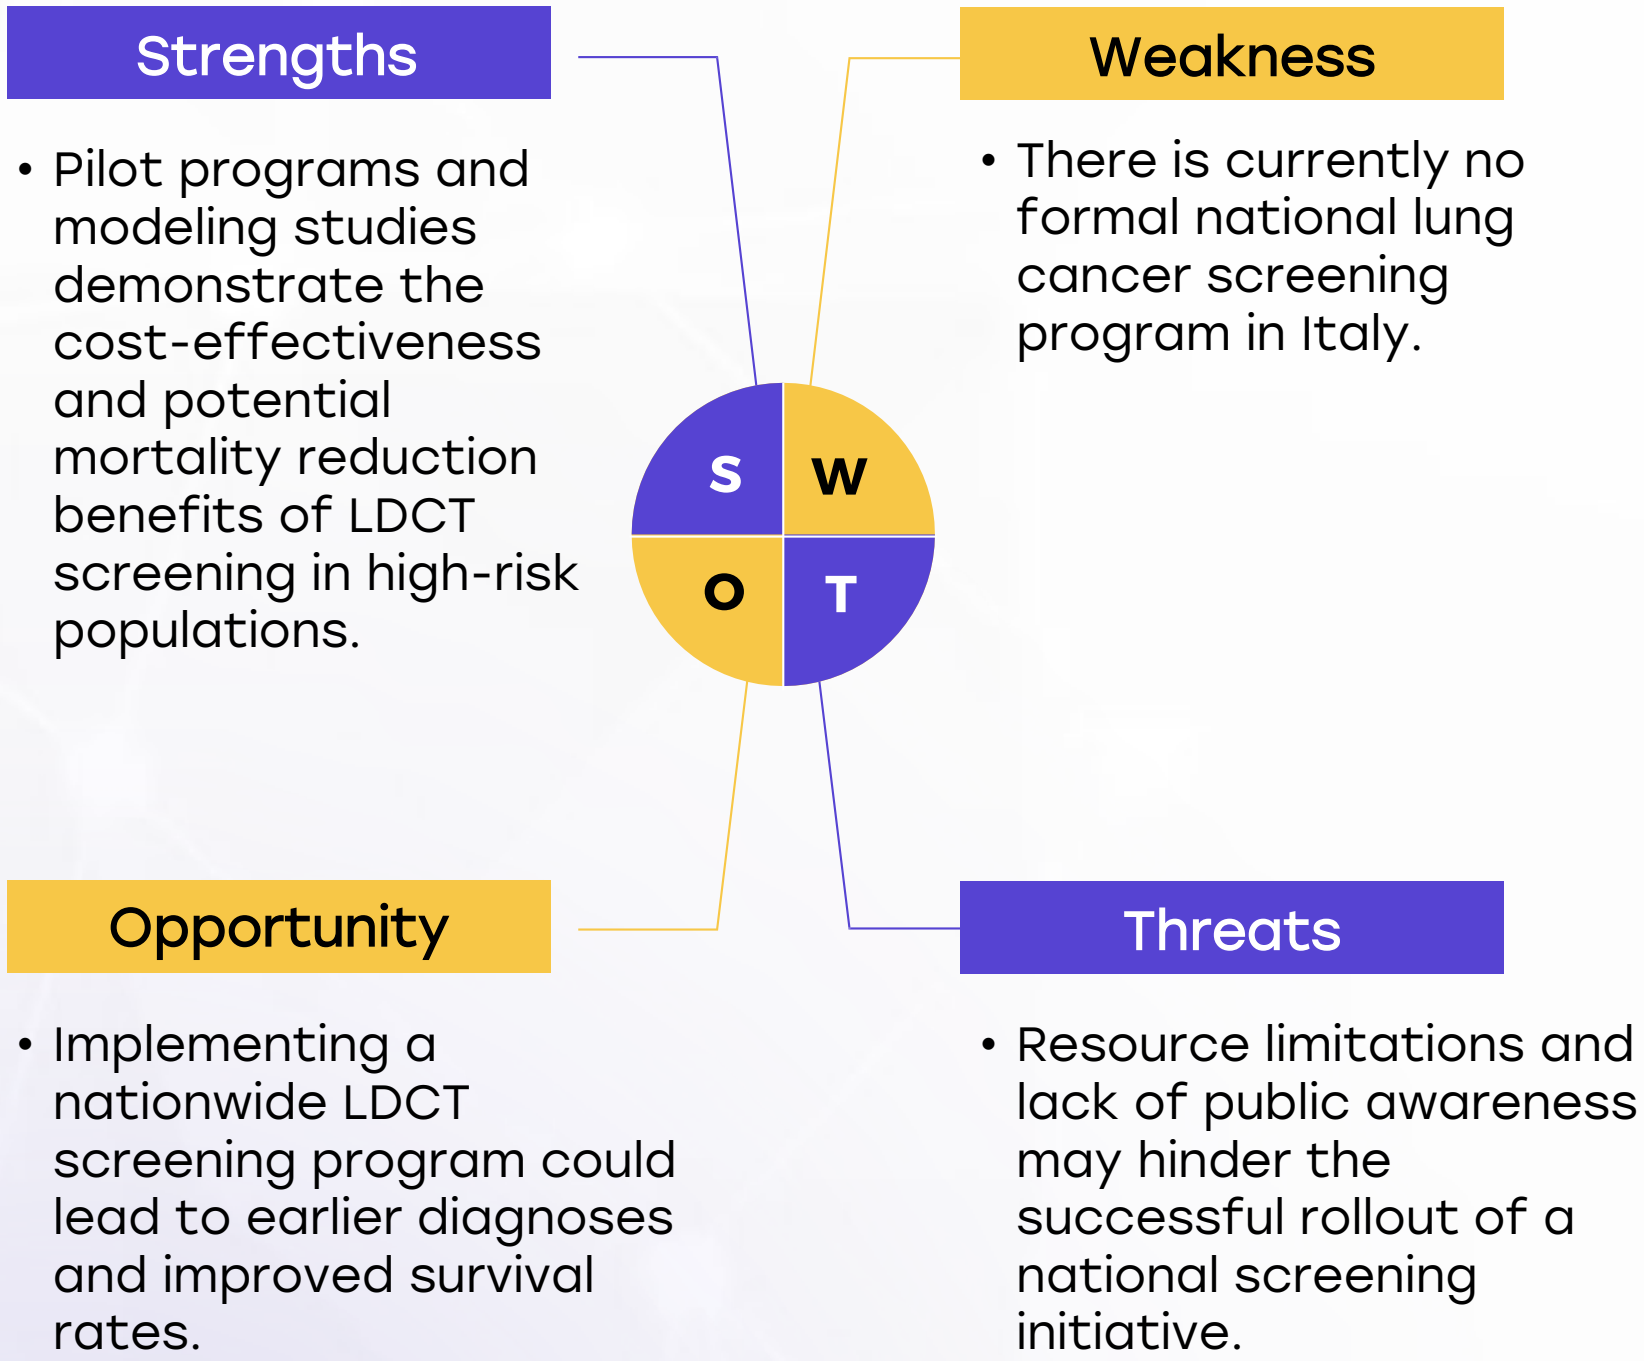 Strengths
• Pilot programs and
modeling studies
demonstrate the
cost-effectiveness
and potential
mortality reduction
benefits of LDCT
screening in high-risk
populations.
Weakness
• There is currently no
formal national lung
cancer screening
program in Italy.
S
W
O
T
Opportunity
• Implementing a
nationwide LDCT
screening program could
lead to earlier diagnoses
and improved survival
rates.
Threats
• Resource limitations and
lack of public awareness
may hinder the
successful rollout of a
national screening
initiative.